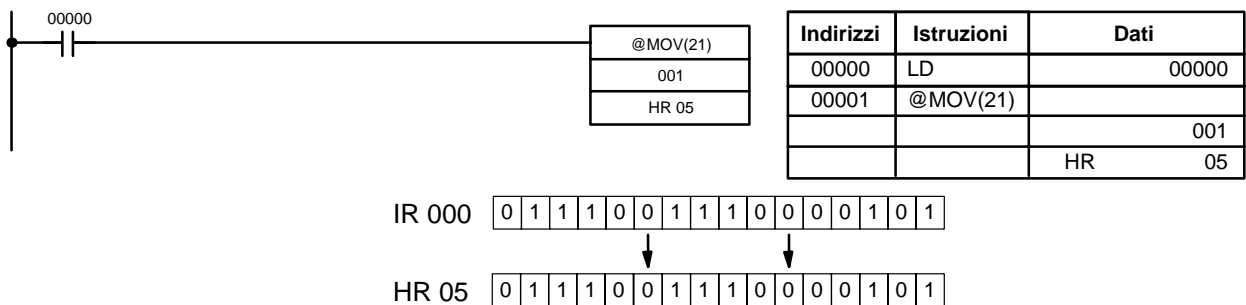 00000
@MOV(21)
001
HR 05
Indirizzi Istruzioni Dati
00000 LD 00000
00001 @MOV(21)
001
HR 05
IR 000 0 1 1 1 0 0 1 1 1 0 0 0 0 1 0 1
HR 05 0 1 1 1 0 0 1 1 1 0 0 0 0 1 0 1